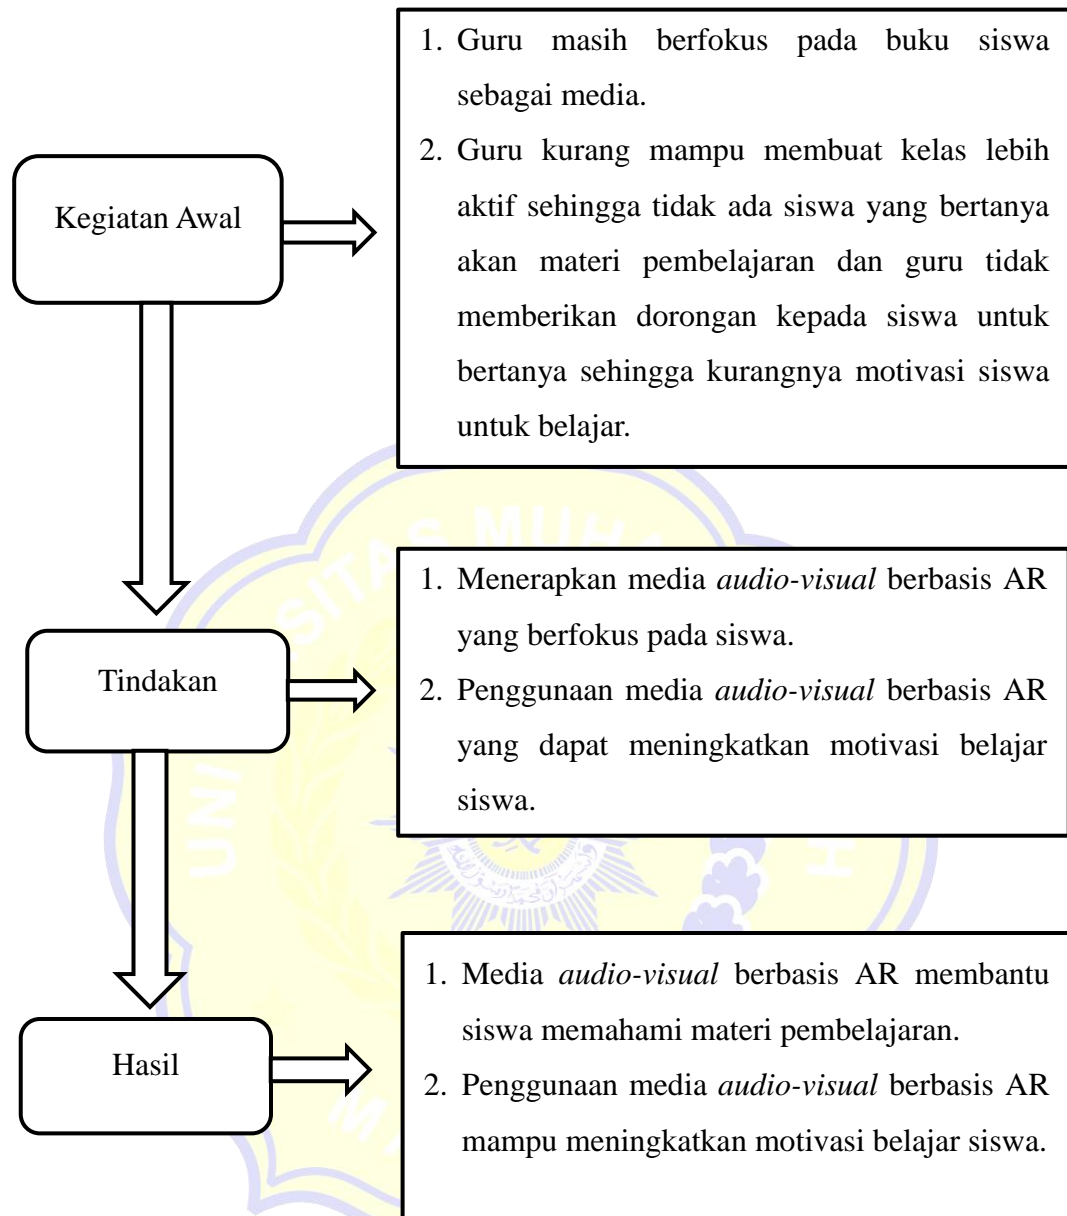 1. Guru masih berfokus pada buku siswa
sebagai media.
2. Guru kurang mampu membuat kelas lebih
aktif sehingga tidak ada siswa yang bertanya
akan materi pembelajaran dan guru tidak
memberikan dorongan kepada siswa untuk
bertanya sehingga kurangnya motivasi siswa
untuk belajar.
Kegiatan Awal
1. Menerapkan media audio-visual berbasis AR
yang berfokus pada siswa.
2. Penggunaan media audio-visual berbasis AR
yang dapat meningkatkan motivasi belajar
siswa.
Tindakan
1. Media audio-visual berbasis AR membantu
siswa memahami materi pembelajaran.
2. Penggunaan media audio-visual berbasis AR
mampu meningkatkan motivasi belajar siswa.
Hasil
UNI
SITAS MUHA
H